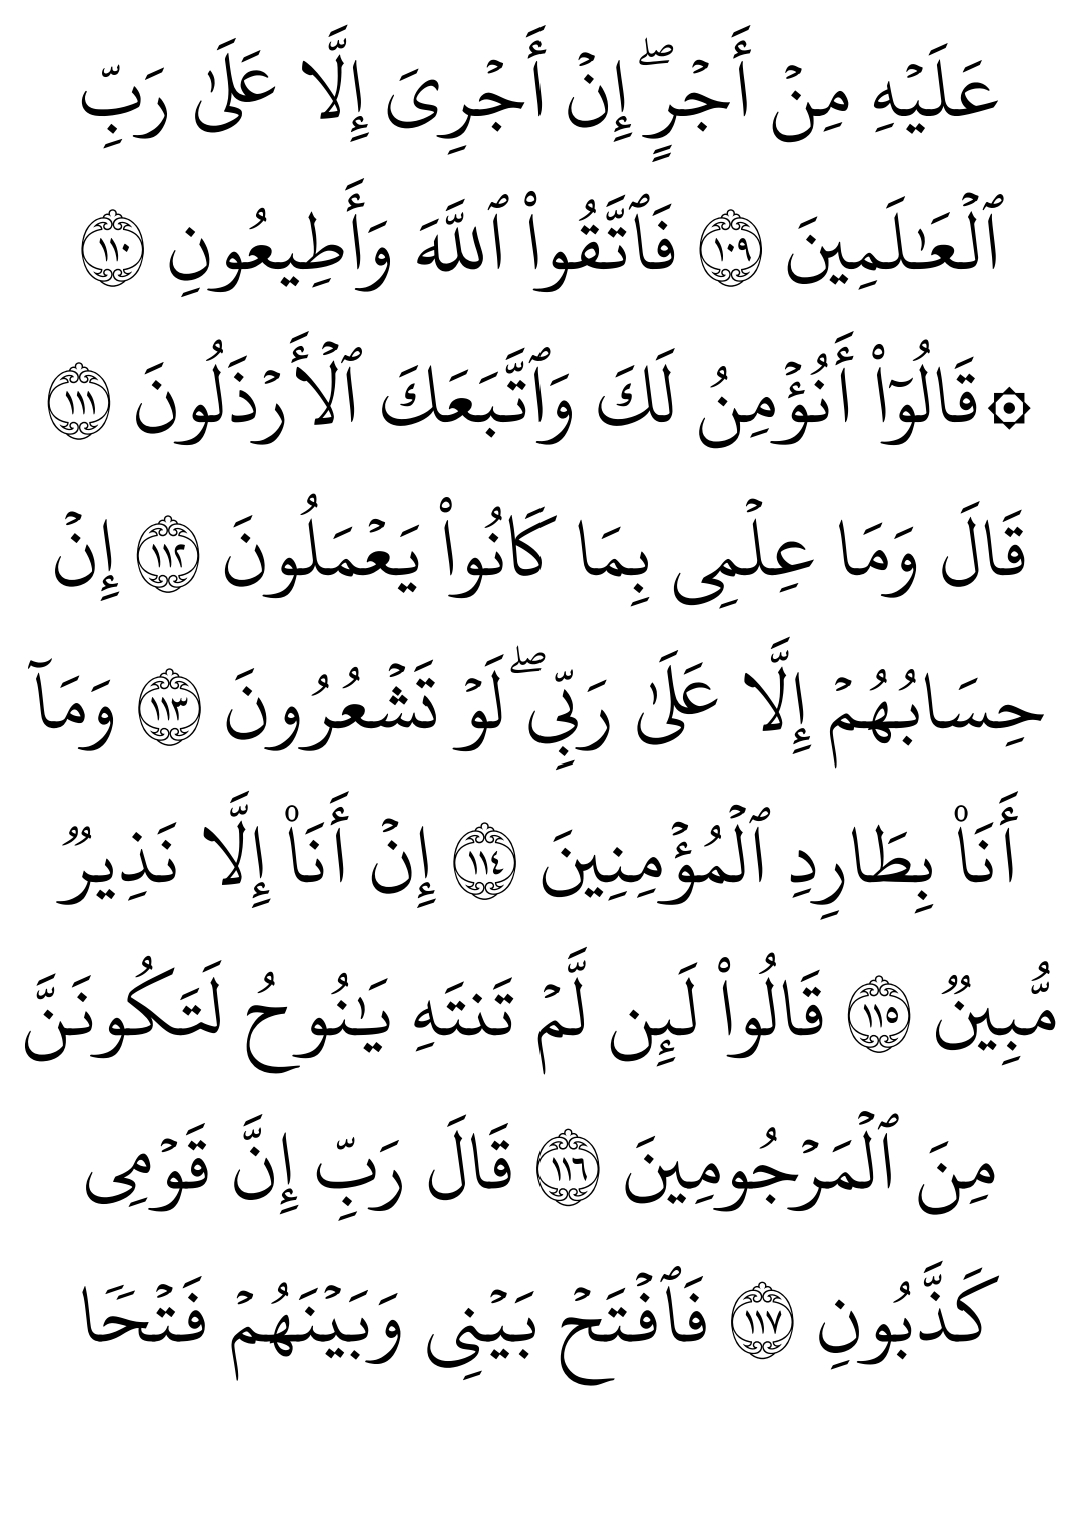 عَلَيْهِ مِنْ أَجْرٍۖ إِنْ أَجْرِىَ إِلَّا عَلَىٰ رَبِّ
ٱلْعَـٰلَمِينَ ١٠٩ فَٱتَّقُوا۟ ٱللَّهَ وَأَطِيعُونِ ١١٠
۞ قَالُوٓا۟ أَنُؤْمِنُ لَكَ وَٱتَّبَعَكَ ٱلْأَرْذَلُونَ ١١١
قَالَ وَمَا عِلْمِى بِمَا كَانُوا۟ يَعْمَلُونَ ١١٢ إِنْ
حِسَابُهُمْ إِلَّا عَلَىٰ رَبِّىۖ لَوْ تَشْعُرُونَ ١١٣ وَمَآ
أَنَا۠ بِطَارِدِ ٱلْمُؤْمِنِينَ ١١٤ إِنْ أَنَا۠ إِلَّا نَذِيرٌ
مُّبِينٌ ١١٥ قَالُوا۟ لَئِن لَّمْ تَنتَهِ يَـٰنُوحُ لَتَكُونَنَّ
مِنَ ٱلْمَرْجُومِينَ ١١٦ قَالَ رَبِّ إِنَّ قَوْمِى
كَذَّبُونِ ١١٧ فَٱفْتَحْ بَيْنِى وَبَيْنَهُمْ فَتْحًا